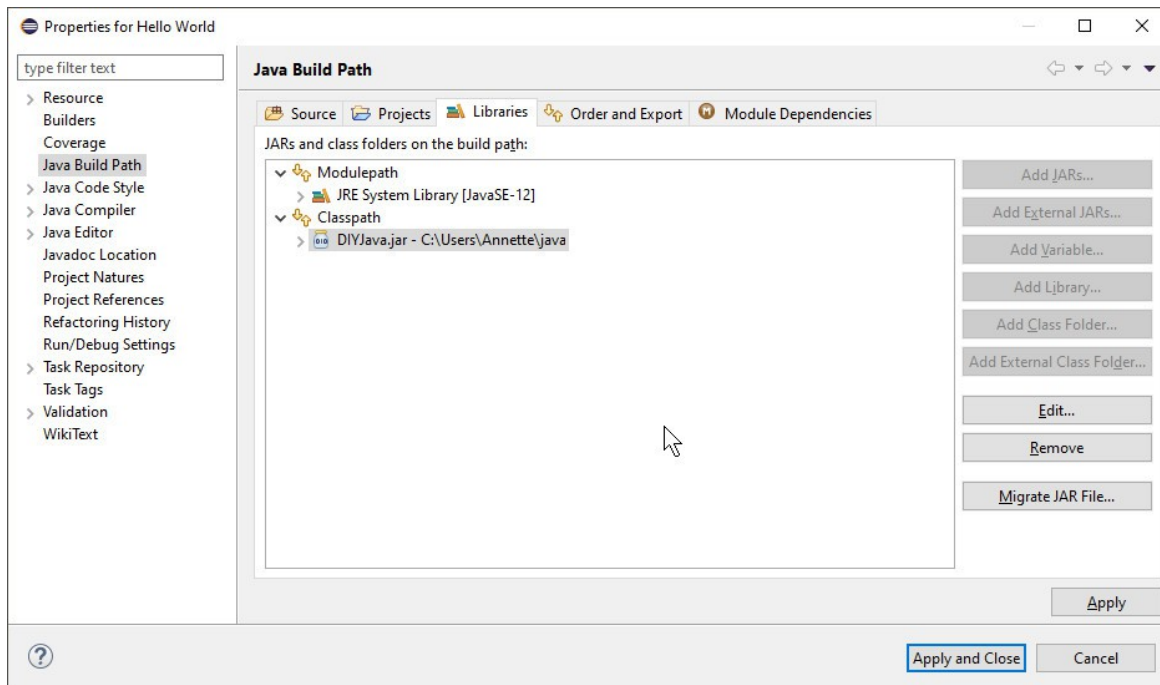 Properties for Hello World
type filter text
Resource
Builders
Coverage
Java Build Path
Java Code Style
Java Compiler
Java Editor
Javadoc Location
Project Natures
Project References
Refactoring History
Run/Debug Settings
Task Repository
Task Tags
Validation
WikiText
Java Build Path
Source Projects Libraries Order and Export Module Dependencies
JARs and class folders on the build path:
Modulepath
JRE System Library [JavaSE-12]
Classpath
DIYJava.jar - C:\Users\Annette\java
Add JARs...
Add External JARs...
Add Variable...
Add Library...
Add Class Folder...
Add External Class Folder...
Edit...
Remove
Migrate JAR File...
Apply
Apply and Close Cancel